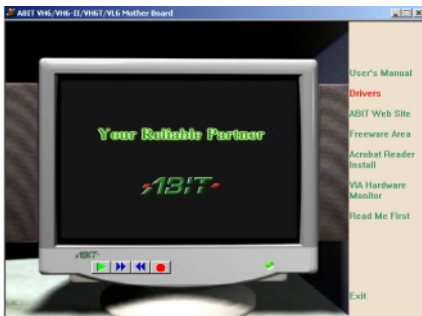 ABIT VH6/VH6-II/VH6T/VL6 Mother Board
Your Reliable Partner
ABIT
ABIT
User's Manual
Drivers
ABIT Web Site
Freeware Area
Acrobat Reader
Install
VIA Hardware
Monitor
Read Me First
Exit